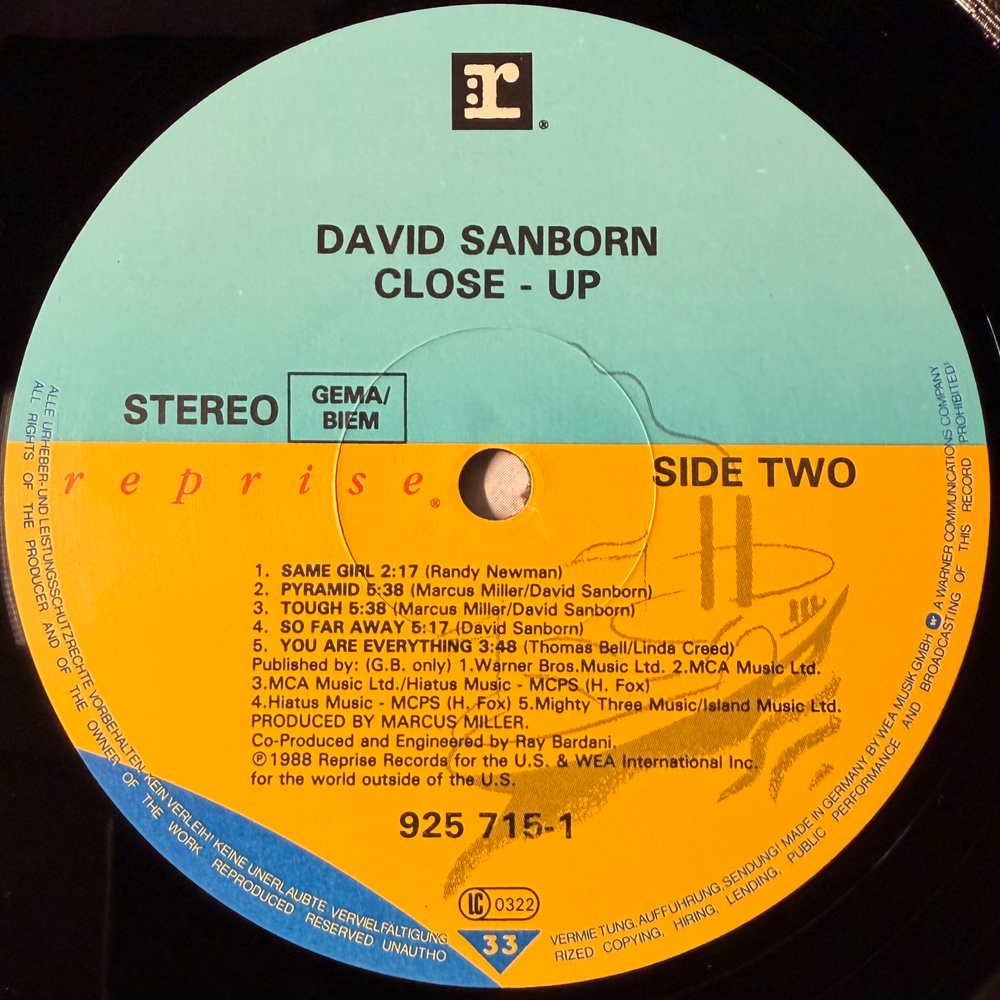 r®
DAVID SANBORN
CLOSE - UP
STEREO
GEMA/
BIEM
reprise®
SIDE TWO
1. SAME GIRL 2:17 (Randy Newman)
2. PYRAMID 5:38 (Marcus Miller/David Sanborn)
3. TOUGH 5:38 (Marcus Miller/David Sanborn)
4. SO FAR AWAY 5:17 (David Sanborn)
5. YOU ARE EVERYTHING 3:48 (Thomas Bell/Linda Creed)
Published by: (G.B. only) 1.Warner Bros.Music Ltd. 2.MCA Music Ltd.
3.MCA Music Ltd./Hiatus Music - MCPS (H. Fox)
4.Hiatus Music - MCPS (H. Fox) 5.Mighty Three Music/Island Music Ltd.
PRODUCED BY MARCUS MILLER.
Co-Produced and Engineered by Ray Bardani.
℗1988 Reprise Records for the U.S. & WEA International Inc.
for the world outside of the U.S.
925 715-1
LC 0322
33
ALLE URHEBER-UND LEISTUNGSSCHUTZRECHTE VORBEHALTEN. KEIN VERLEIH! KEINE UNERLAUBTE VERVIELFÄLTIGUNG, VERMIETUNG, AUFFÜHRUNG, SENDUNG! MADE IN GERMANY BY WEA MUSIK GMBH W A WARNER COMMUNICATIONS COMPANY
ALL RIGHTS OF THE PRODUCER AND OF THE OWNER OF THE WORK REPRODUCED RESERVED UNAUTHORIZED COPYING, HIRING, LENDING, PUBLIC PERFORMANCE AND BROADCASTING OF THIS RECORD PROHIBITED!